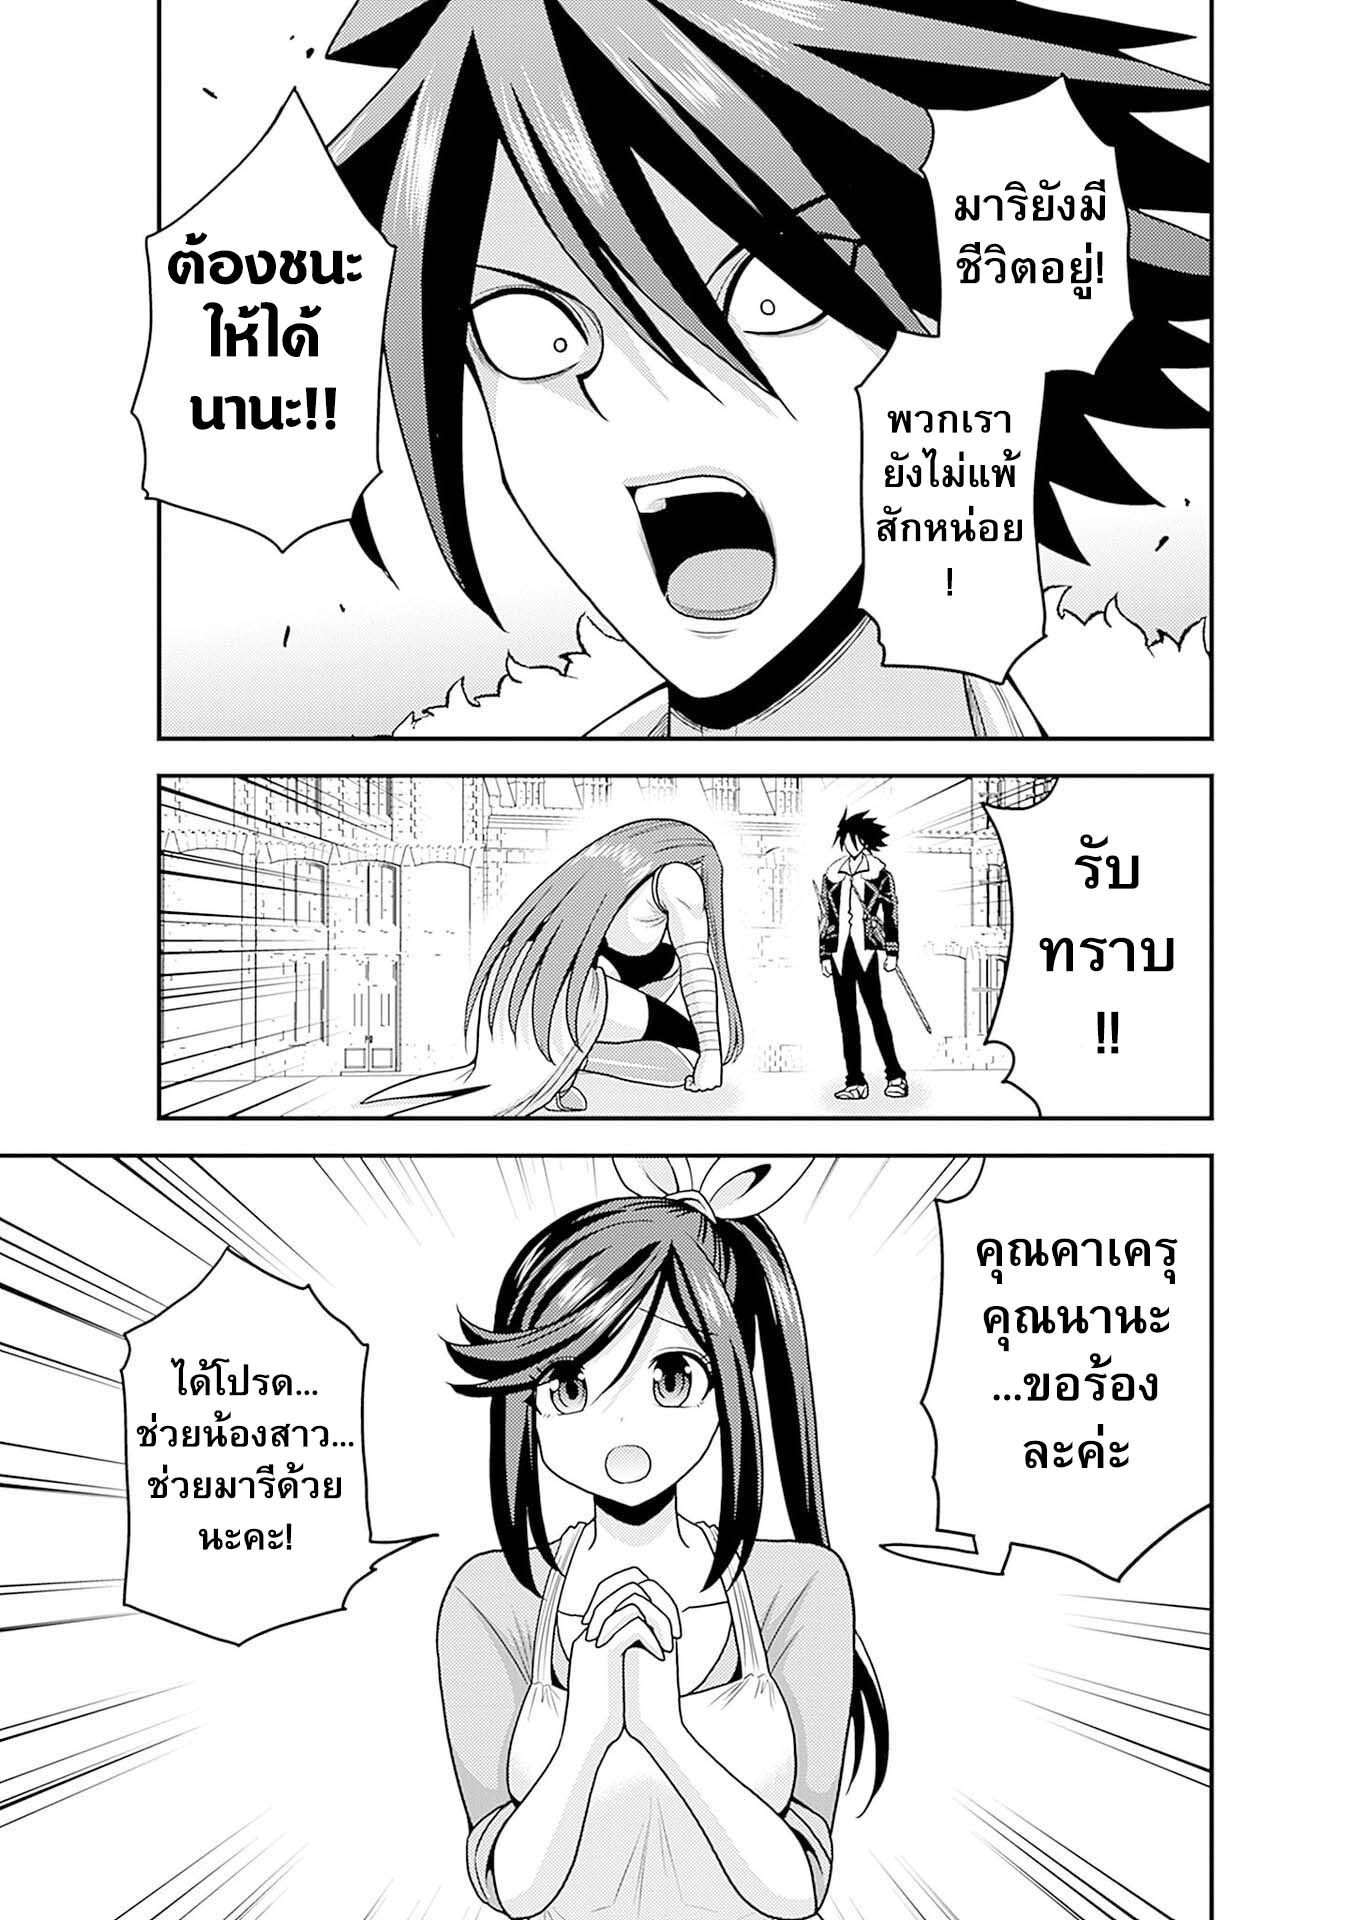 มาริยังมี
ชีวิตอยู่!
พวกเรา
ยังไม่แพ้
สักหน่อย
!
ต้องชนะ
ให้ได้
นานะ!!
รับ
ทราบ
!!
คุณคาเครุ
คุณนานะ
...ขอร้อง
ละค่ะ
ได้โปรด...
ช่วยน้องสาว...
ช่วยมารีด้วย
นะคะ!